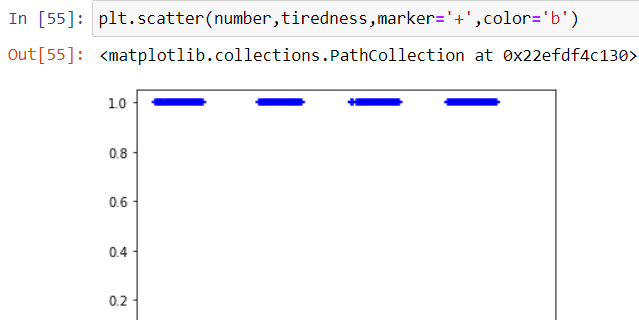 In [55]: plt.scatter(number,tiredness,marker='+',color='b')
Out[55]: <matplotlib.collections.PathCollection at 0x22efdf4c130>
1.0
0.8
0.6
0.4
0.2